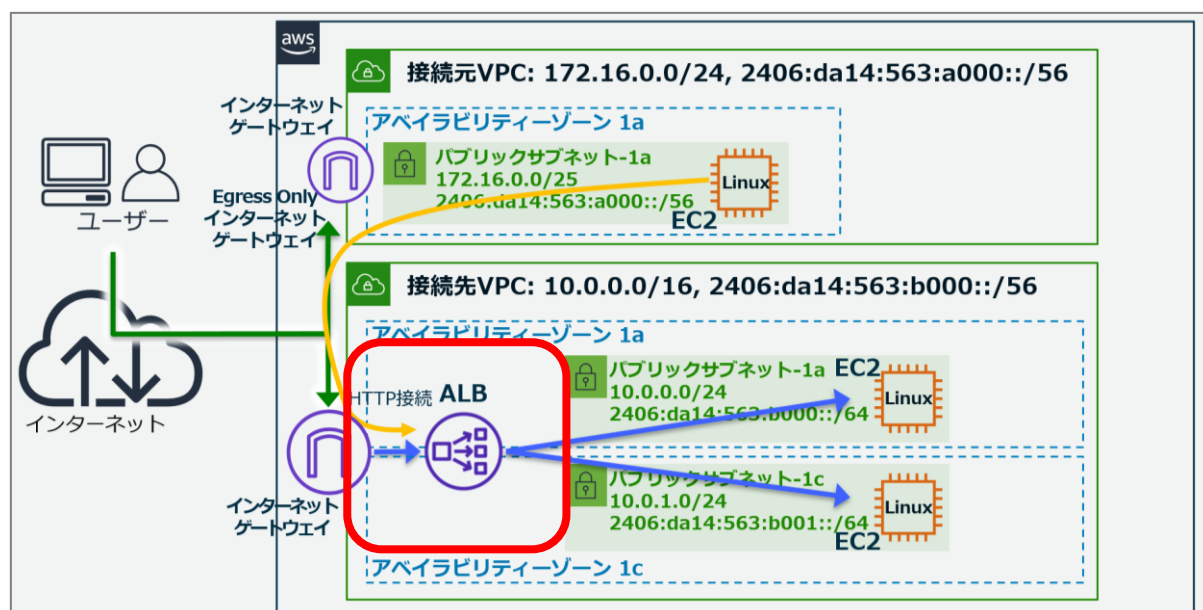 aws
接続元VPC: 172.16.0.0/24, 2406:da14:563:a000::/56
インターネット
ゲートウェイ
アベイラビリティーゾーン 1a
パブリックサブネット-1a
172.16.0.0/25
2406:da14:563:a000::/56
Linux
EC2
ユーザー
Egress Only
インターネット
ゲートウェイ
接続先VPC: 10.0.0.0/16, 2406:da14:563:b000::/56
アベイラビリティーゾーン 1a
パブリックサブネット-1a
10.0.0.0/24
2406:da14:563:b000::/64
EC2
Linux
HTTP接続
ALB
インターネット
インターネット
ゲートウェイ
パブリックサブネット-1c
10.0.1.0/24
2406:da14:563:b001::/64
Linux
EC2
アベイラビリティーゾーン 1c